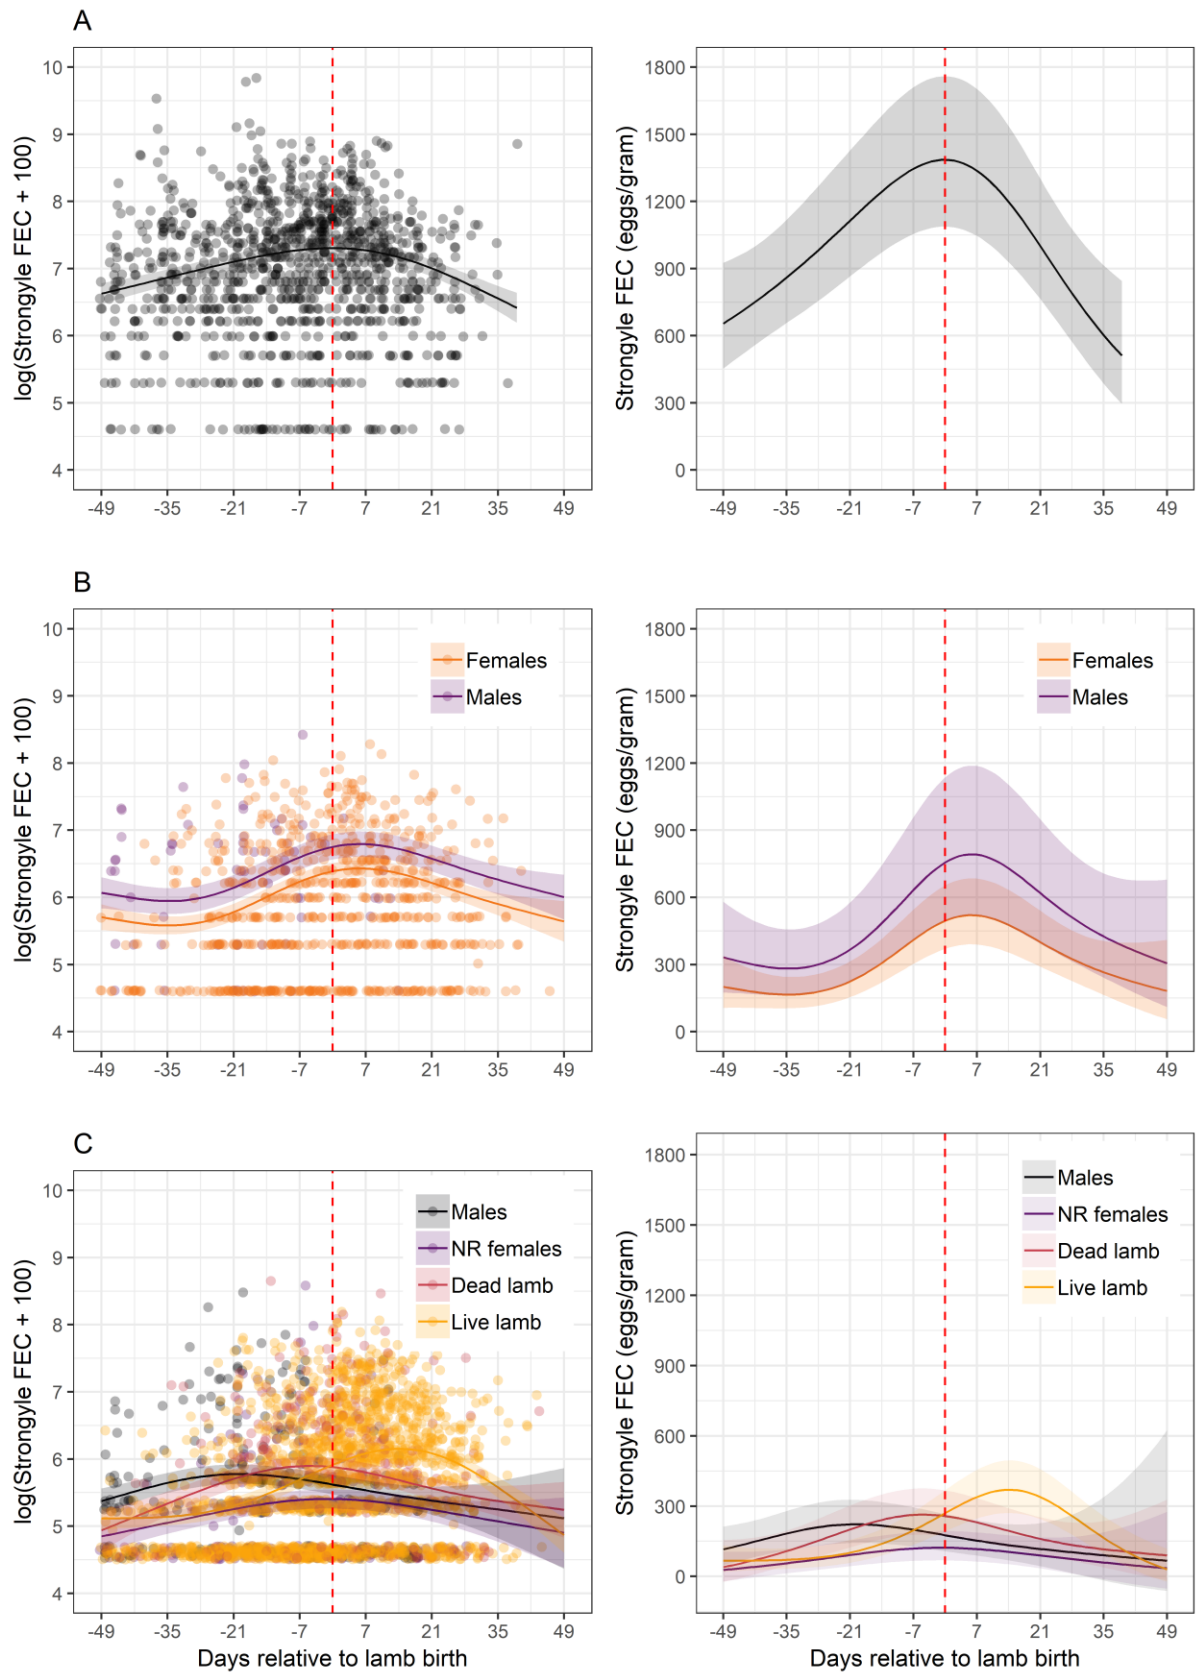 A
log(Strongyle FEC + 100)
10
9
8
7
6
5
4
-49 -35 -21 -7 7 21 35 49
Strongyle FEC (eggs/gram)
1800
1500
1200
900
600
300
0
-49 -35 -21 -7 7 21 35 49
B
log(Strongyle FEC + 100)
10
9
8
7
6
5
4
Females
Males
-49 -35 -21 -7 7 21 35 49
Strongyle FEC (eggs/gram)
1800
1500
1200
900
600
300
0
Females
Males
-49 -35 -21 -7 7 21 35 49
C
log(Strongyle FEC + 100)
10
9
8
7
6
5
4
Males
NR females
Dead lamb
Live lamb
-49 -35 -21 -7 7 21 35 49
Days relative to lamb birth
Strongyle FEC (eggs/gram)
1800
1500
1200
900
600
300
0
Males
NR females
Dead lamb
Live lamb
-49 -35 -21 -7 7 21 35 49
Days relative to lamb birth